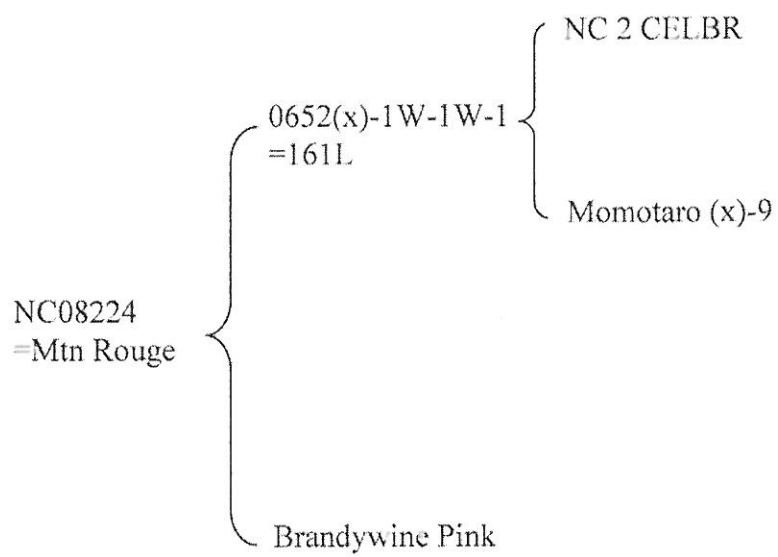 NC 2 CELBR
0652(x)-1W-1W-1
=161L
Momotaro (x)-9
NC08224
=Mtn Rouge
Brandywine Pink